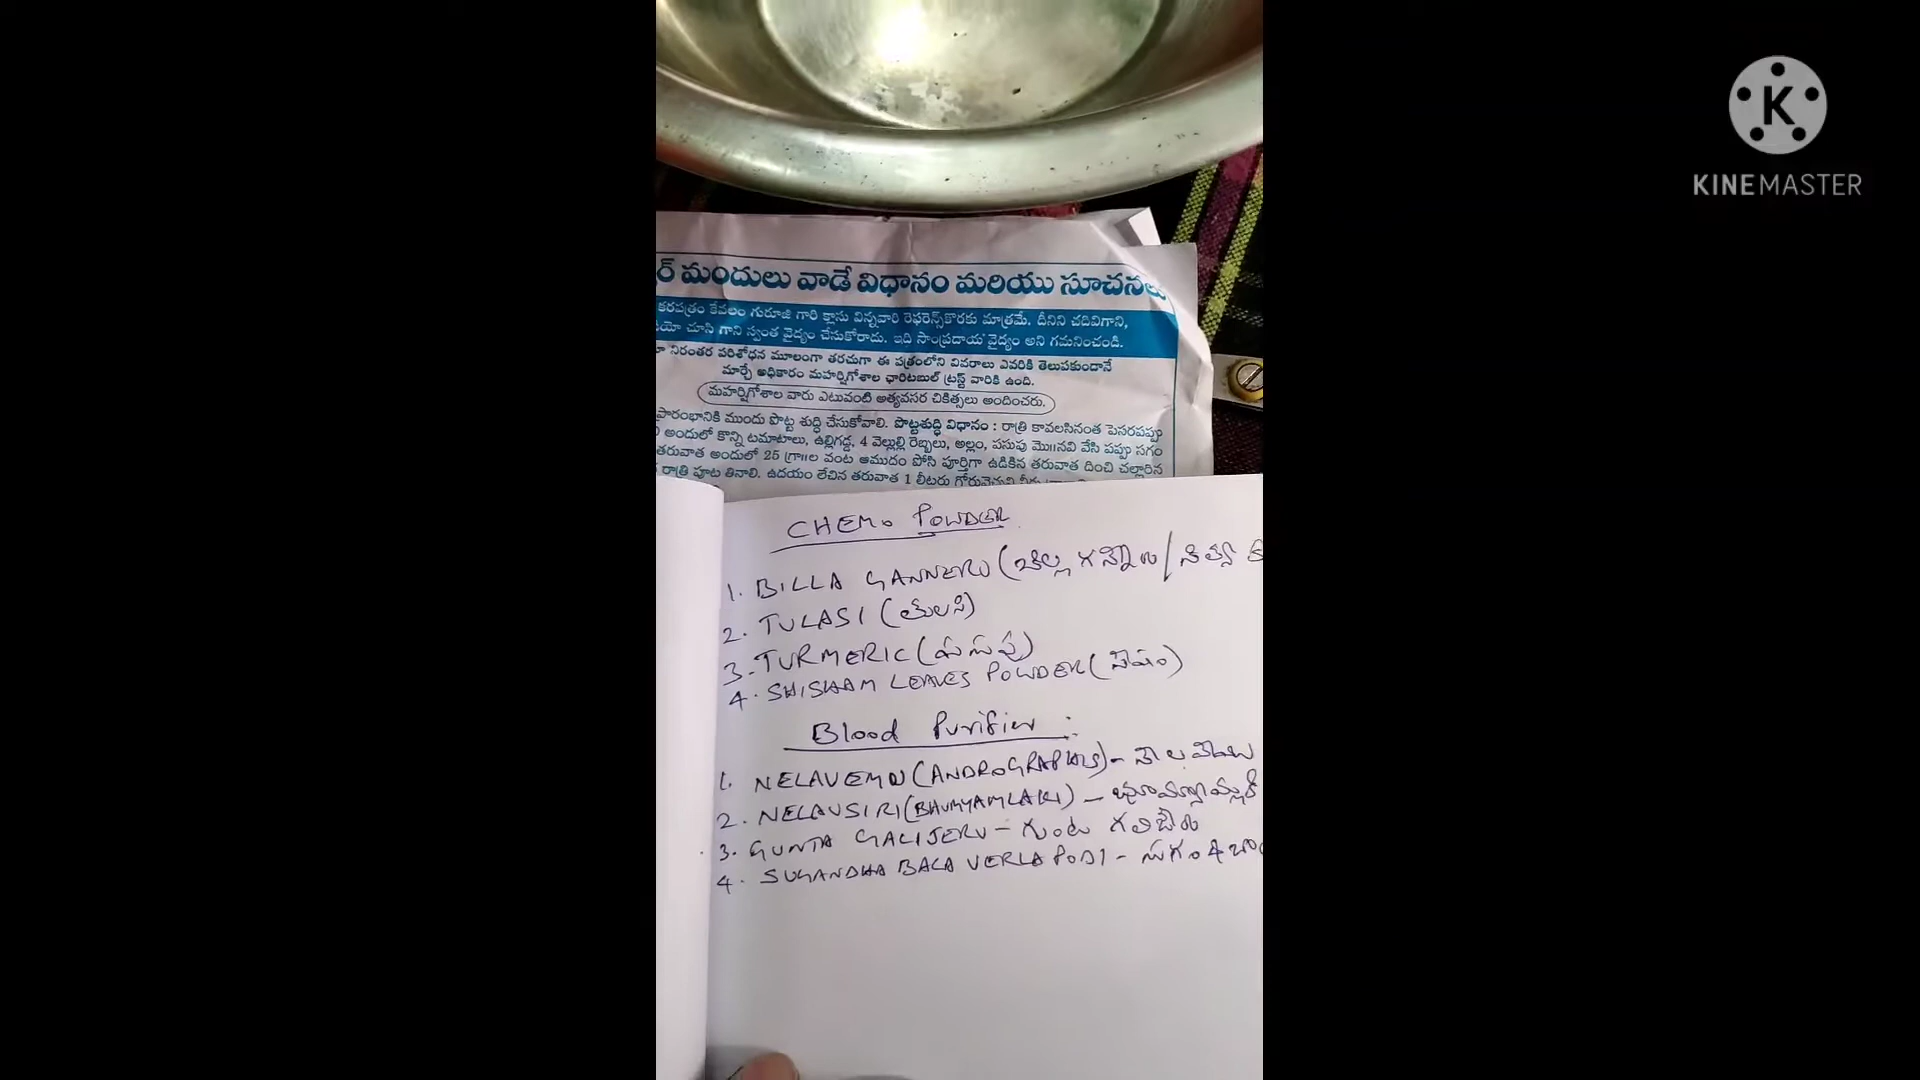 KINEMASTER
ర్ మందులు వాడే విధానం మరియు సూచనలు
కరపత్రం కేవలం గురూజి గారి క్లాసు విన్నవారి రెఫరెన్స్‌కొరకు మాత్రమే. దీనిని చదివిగాని,
చూసి గాని స్వంత వైద్యం చేసుకోరాదు. ఇది సాంప్రదాయ వైద్యం అని గమనించండి.
నిరంతర పరిశోధన మూలంగా తరచుగా ఈ పత్రంలోని వివరాలు ఎవరికి తెలుపకుండానే
మార్చే అధికారం మహర్షిగోశాల ఛారిటబుల్ ట్రస్ట్ వారికి ఉంది.
మహర్షిగోశాల వారు ఎటువంటి అత్యవసర చికిత్సలు అందించరు.
ప్రారంభానికి ముందు పొట్ట శుద్ధి చేసుకోవాలి. పొట్టశుద్ధి విధానం : రాత్రి కావలసినంత పెసరపప్పు
అందులో కొన్ని టమాటాలు, ఉల్లిగడ్డ, 4 వెల్లుల్లి రెబ్బలు, అల్లం, పసుపు మొ॥నవి వేసి పప్పు సగం
తరువాత అందులో 25 గ్రా॥ల వంట ఆముదం పోసి పూర్తిగా ఉడికిన తరువాత దించి చల్లారిన
రాత్రి పూట తినాలి. ఉదయం లేచిన తరువాత 1 లీటరు గోరువెచ్చని
CHEMO POWDER
1. BILLA GANNERU (బిళ్ల గన్నేరు / నిత్య
2. TULASI (తులసి)
3. TURMERIC (పసుపు)
4. SHISHAM LEAVES POWDER (
Blood Purifier :
1. NELAVEMU (ANDROGRAPHIS) - నేలవేము
2. NELAUSIRI (BHUMYAMLAKI) -
3. GUNTA GALIJERU - గుంట గలిజేరు
4. SUGANDHA BALA VERLA PODI -